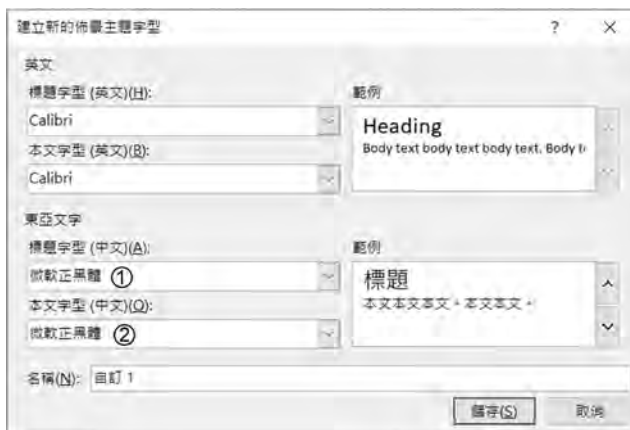 建立新的佈景主題字型
英文
標題字型 (英文)(H):
Calibri
本文字型 (英文)(B):
Calibri
範例
Heading
Body text body text body text. Body t
東亞文字
標題字型 (中文)(A):
微軟正黑體 ①
本文字型 (中文)(O):
微軟正黑體 ②
範例
標題
本文本文本文。本文本文。
名稱(N): 自訂 1
儲存(S) 取消